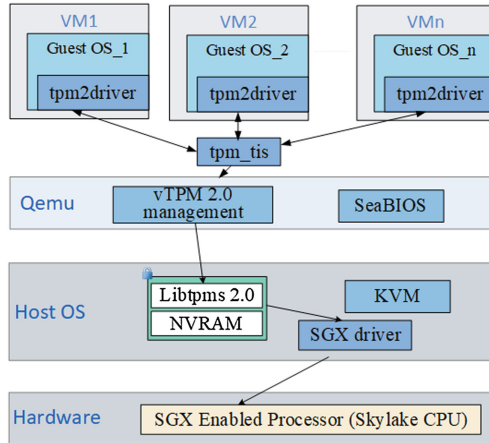 VM1
VM2
VMn
Guest OS_1
Guest OS_2
Guest OS_n
tpm2driver
tpm2driver
tpm2driver
tpm_tis
Qemu
vTPM 2.0
management
SeaBIOS
Host OS
Libtpms 2.0
NVRAM
KVM
SGX driver
Hardware
SGX Enabled Processor (Skylake CPU)